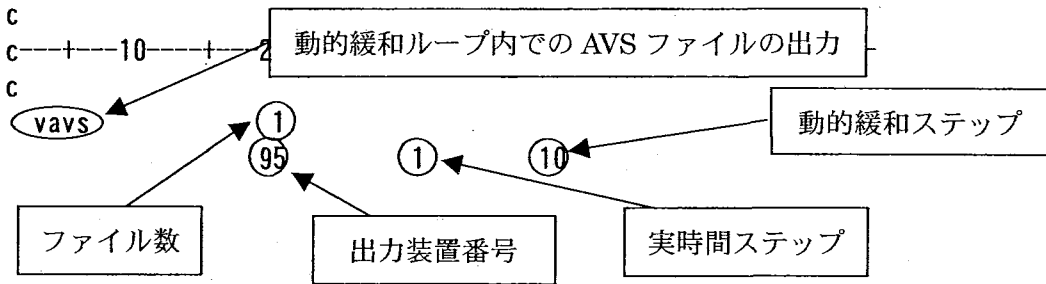 c
c---+---10----+---2
動的緩和ループ内での AVS ファイルの出力
c
vavs 1
動的緩和ステップ
95 1 10
ファイル数
出力装置番号
実時間ステップ